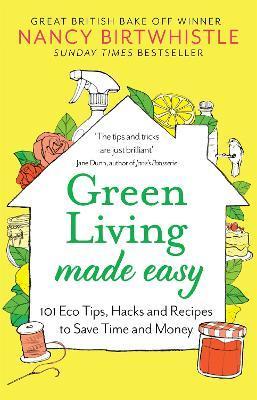 GREAT BRITISH BAKE OFF WINNER
NANCY BIRTWHISTLE
SUNDAY TIMES BESTSELLER
'The tips and tricks
are just brilliant'
Jane Dunn, author of Jane's Patisserie
Green
Living
made easy
101 Eco Tips, Hacks and Recipes
to Save Time and Money